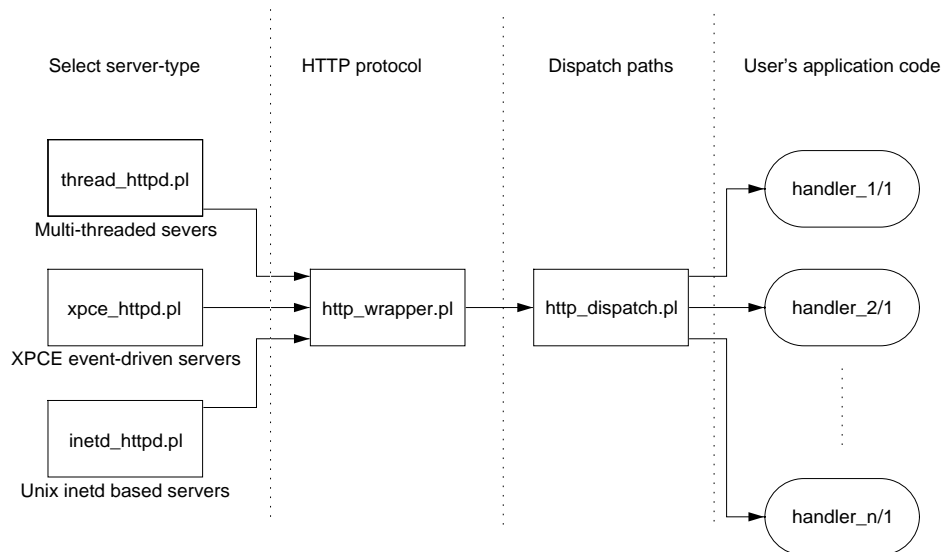 Select server-type
HTTP protocol
Dispatch paths
User's application code
thread_httpd.pl
Multi-threaded severs
xpce_httpd.pl
XPCE event-driven servers
inetd_httpd.pl
Unix inetd based servers
http_wrapper.pl
http_dispatch.pl
handler_1/1
handler_2/1
handler_n/1